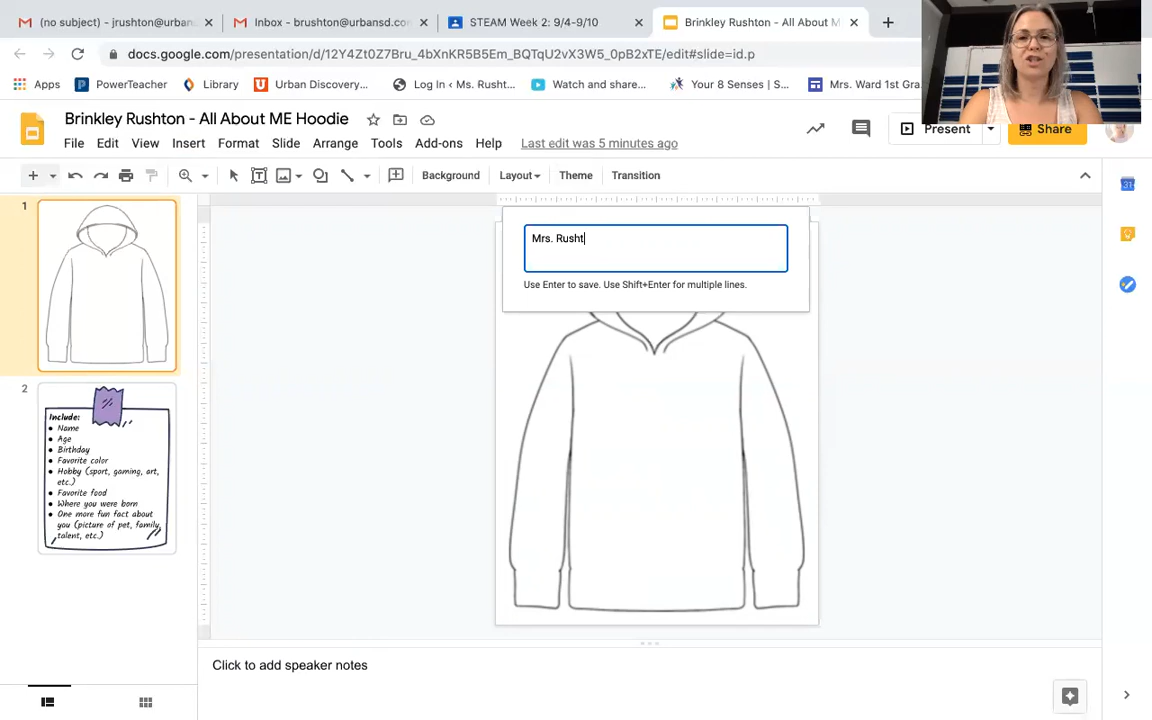 (no subject) - jrushton@urbans
Inbox - brushton@urbansd.co
STEAM Week 2: 9/4-9/10
Brinkley Rushton - All About M
docs.google.com/presentation/d/12Y4Zt0Z7Bru_4bXnKR5B5Em_BQTqU2vX3W5_0pB2xTE/edit#slide=id.p
Apps
PowerTeacher
Library
Urban Discovery...
Log In ‹ Ms. Rusht...
Watch and share...
Your 8 Senses | S...
Mrs. Ward 1st Gra
Brinkley Rushton - All About ME Hoodie
File Edit View Insert Format Slide Arrange Tools Add-ons Help Last edit was 5 minutes ago
Present
Share
Background Layout Theme Transition
31
1
Mrs. Rusht
Use Enter to save. Use Shift+Enter for multiple lines.
2
Include:
Name
Age
Birthday
Favorite color
Hobby (sport, gaming, art,
etc.)
Favorite food
Where you were born
One more fun fact about
you (picture of pet, family,
talent, etc.)
Click to add speaker notes